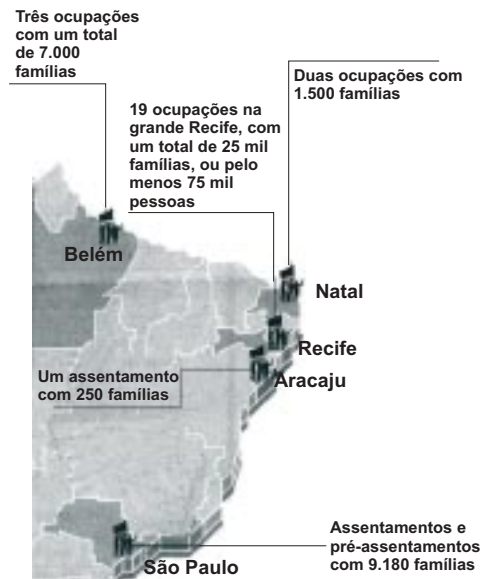 Três ocupações
com um total
de 7.000
famílias
Duas ocupações com
1.500 famílias
19 ocupações na
grande Recife, com
um total de 25 mil
famílias, ou pelo
menos 75 mil
pessoas
Belém
Natal
Recife
Aracaju
Um assentamento
com 250 famílias
Assentamentos e
pré-assentamentos
com 9.180 famílias
São Paulo